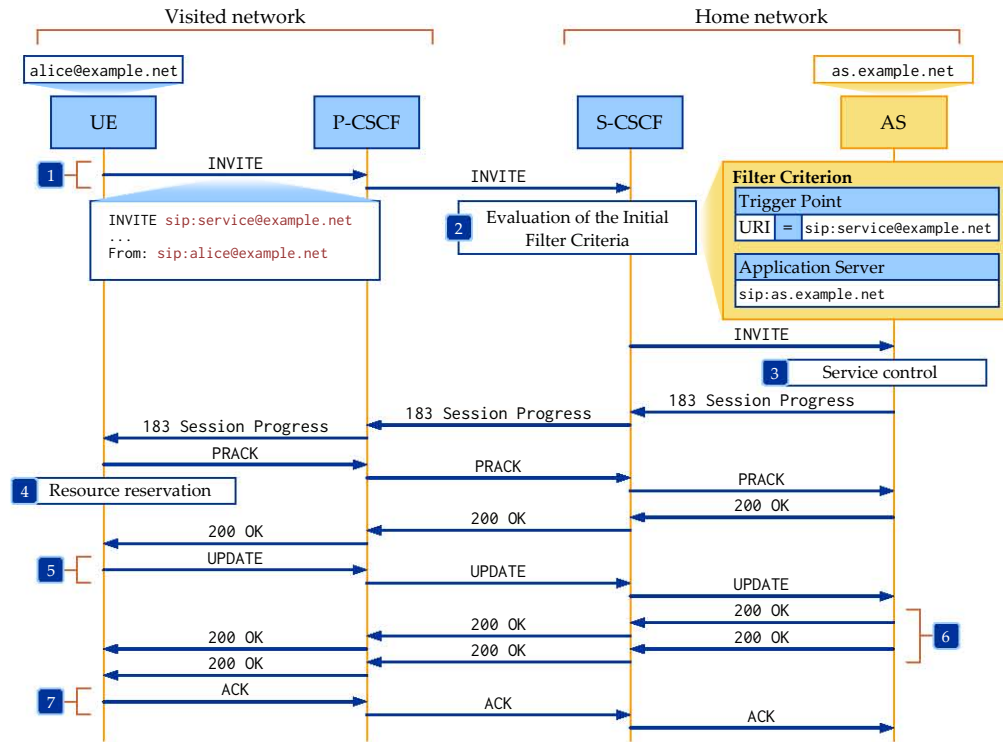 Visited network
Home network
alice@example.net
as.example.net
UE
P-CSCF
S-CSCF
AS
1
INVITE
INVITE
INVITE sip:service@example.net
...
From: sip:alice@example.net
2
Evaluation of the Initial
Filter Criteria
Filter Criterion
Trigger Point
URI = sip:service@example.net
Application Server
sip:as.example.net
INVITE
3
Service control
183 Session Progress
183 Session Progress
183 Session Progress
PRACK
PRACK
PRACK
4
Resource reservation
200 OK
200 OK
200 OK
5
UPDATE
UPDATE
UPDATE
200 OK
200 OK
200 OK
200 OK
200 OK
200 OK
6
7
ACK
ACK
ACK